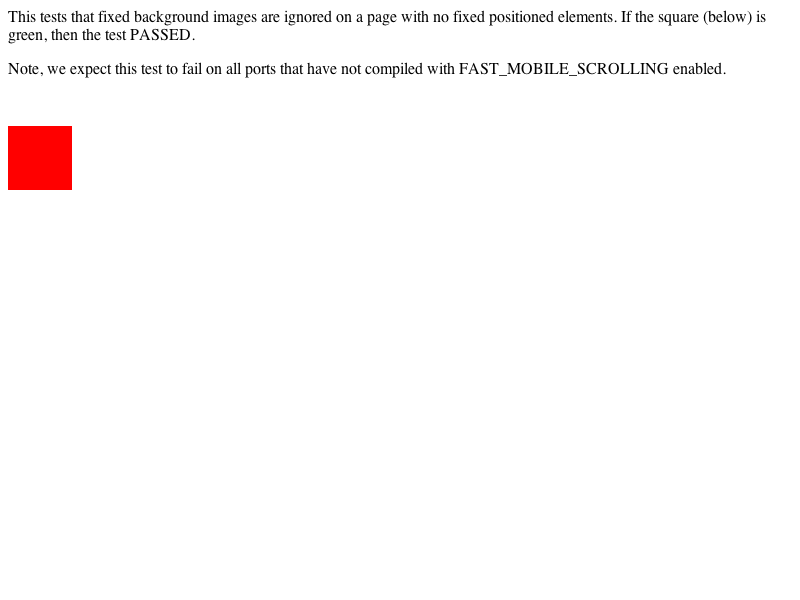 This tests that fixed background images are ignored on a page with no fixed positioned elements. If the square (below) is
green, then the test PASSED.
Note, we expect this test to fail on all ports that have not compiled with FAST_MOBILE_SCROLLING enabled.